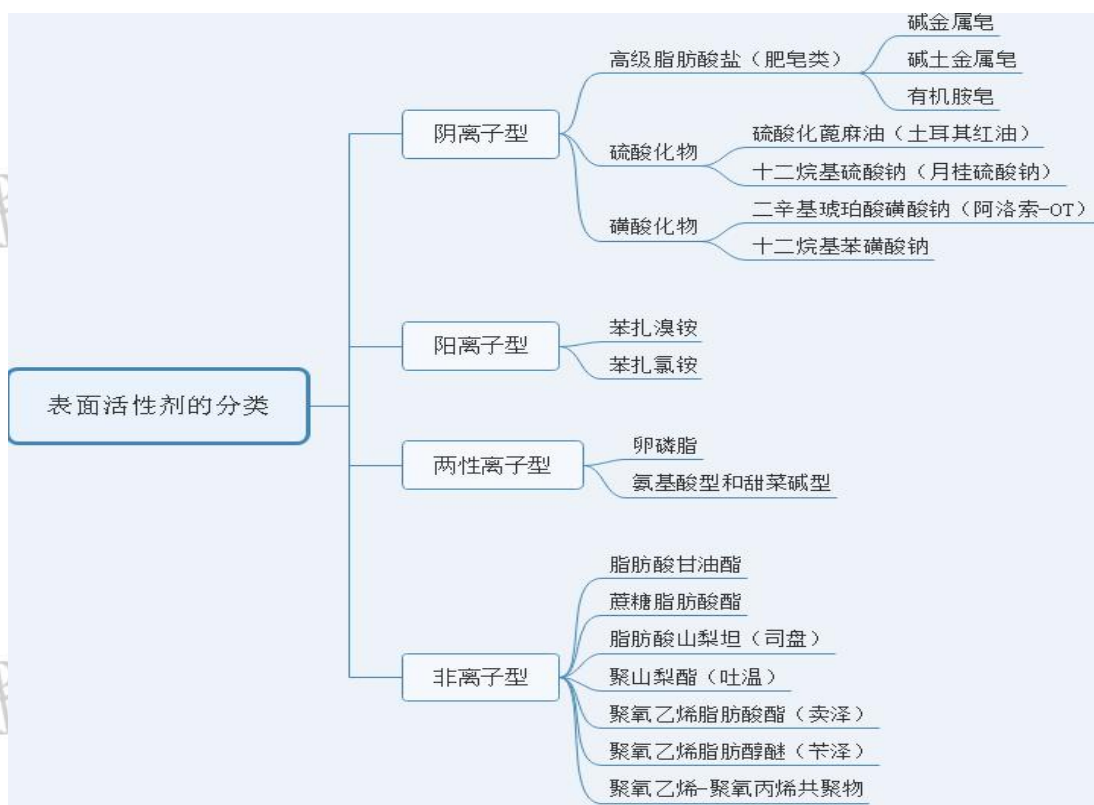 碱金属皂
高级脂肪酸盐（肥皂类）
碱土金属皂
有机胺皂
阴离子型
硫酸化物
硫酸化蓖麻油（土耳其红油）
十二烷基硫酸钠（月桂硫酸钠）
磺酸化物
二辛基琥珀酸磺酸钠（阿洛索-OT）
十二烷基苯磺酸钠
阳离子型
苯扎溴铵
苯扎氯铵
表面活性剂的分类
两性离子型
卵磷脂
氨基酸型和甜菜碱型
非离子型
脂肪酸甘油酯
蔗糖脂肪酸酯
脂肪酸山梨坦（司盘）
聚山梨酯（吐温）
聚氧乙烯脂肪酸酯（卖泽）
聚氧乙烯脂肪醇醚（苄泽）
聚氧乙烯-聚氧丙烯共聚物